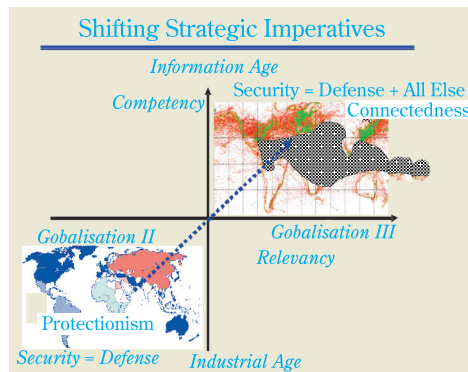 Shifting Strategic Imperatives
Information Age
Security = Defense + All Else
Competency
Connectedness
Gobalisation II
Gobalisation III
Relevancy
Protectionism
Security = Defense
Industrial Age